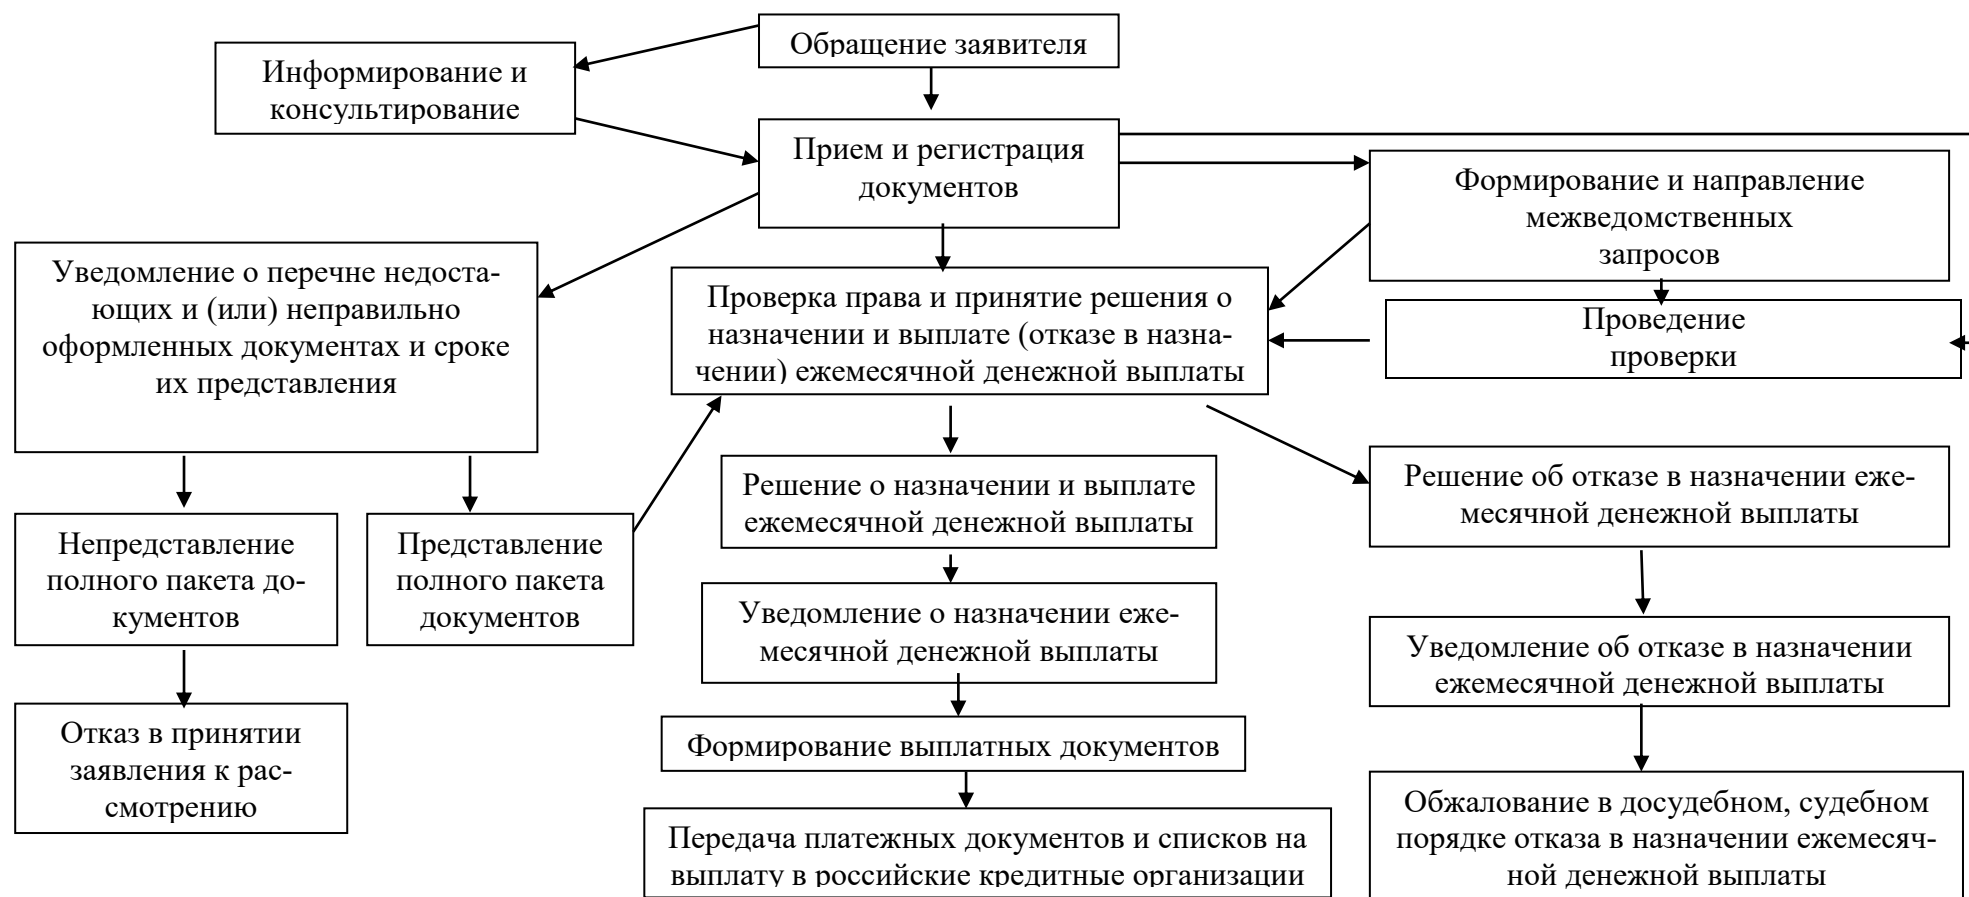 Обращение заявителя
Информирование и
консультирование
Прием и регистрация
документов
Формирование и направление
межведомственных
запросов
Уведомление о перечне недоста-
ющих и (или) неправильно
оформленных документах и сроке
их представления
Проверка права и принятие решения о
назначении и выплате (отказе в назна-
чении) ежемесячной денежной выплаты
Проведение
проверки
Решение о назначении и выплате
ежемесячной денежной выплаты
Решение об отказе в назначении еже-
месячной денежной выплаты
Непредставление
полного пакета до-
кументов
Представление
полного пакета
документов
Уведомление о назначении еже-
месячной денежной выплаты
Уведомление об отказе в назначении
ежемесячной денежной выплаты
Отказ в принятии
заявления к рас-
смотрению
Формирование выплатных документов
Передача платежных документов и списков на
выплату в российские кредитные организации
Обжалование в досудебном, судебном
порядке отказа в назначении ежемесяч-
ной денежной выплаты